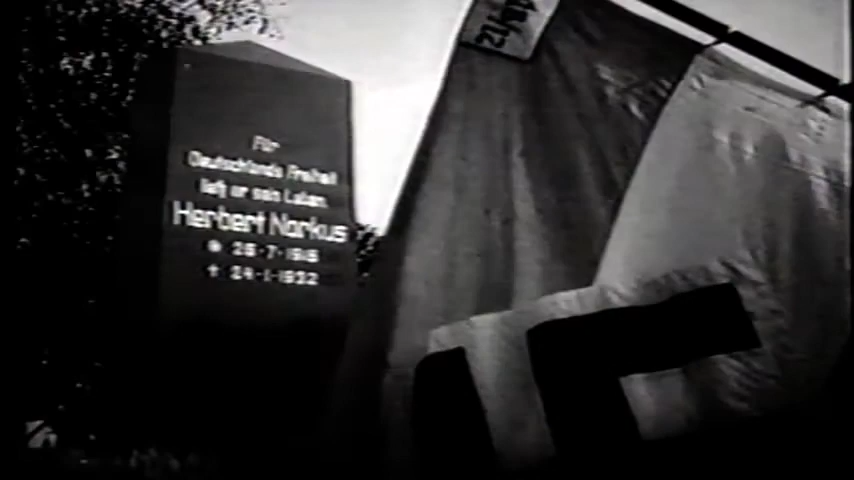 Für
Deutschlands Freiheit
ließ er sein Leben.
Herbert Norkus
* 26·7·1916
† 24·1·1932